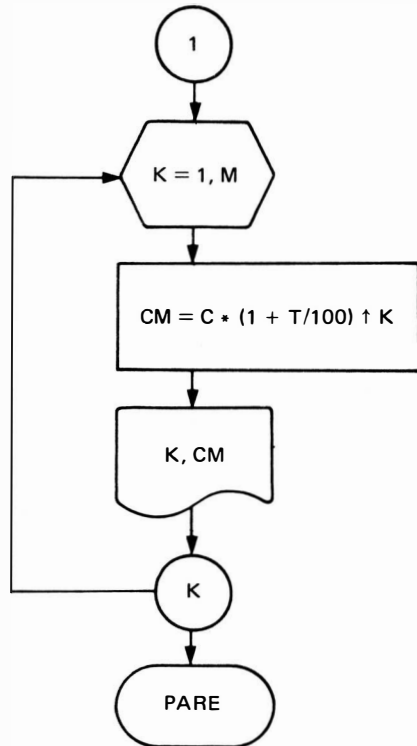 1
K = 1, M
CM = C * (1 + T/100) ↑ K
K, CM
K
PARE